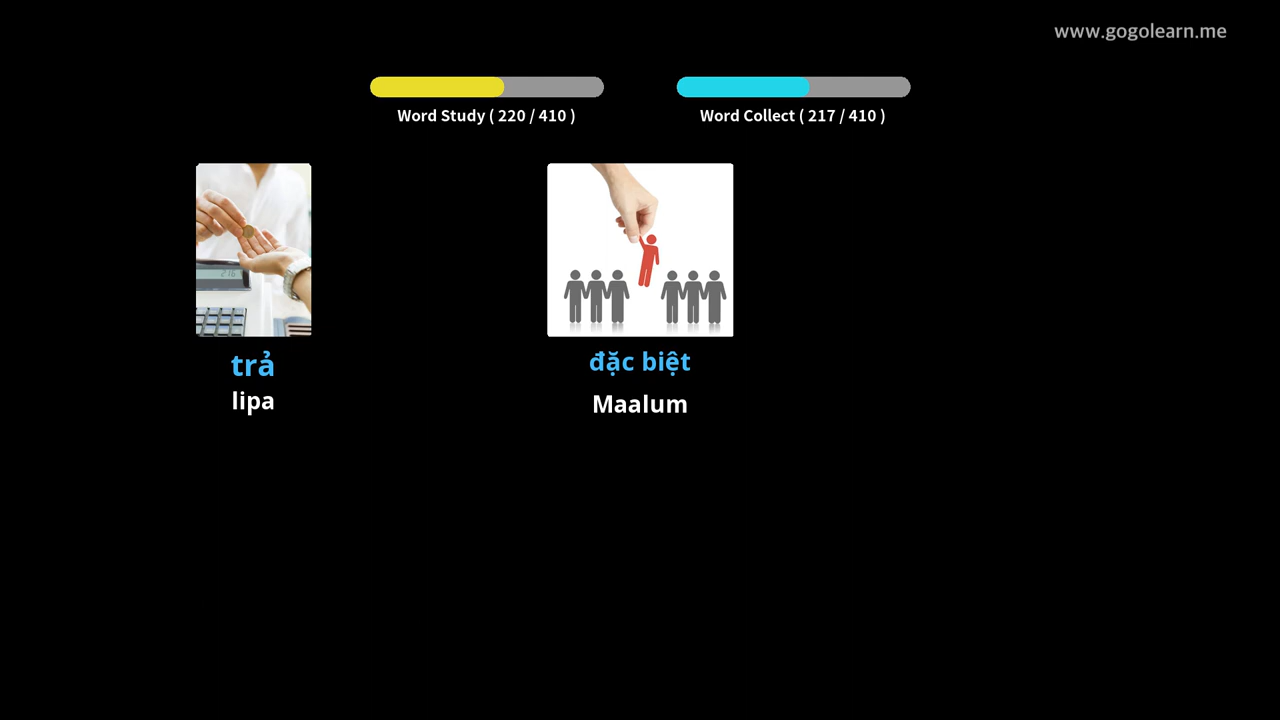 www.gogolearn.me
Word Study ( 220 / 410 )
Word Collect ( 217 / 410 )
trả
lipa
đặc biệt
Maalum